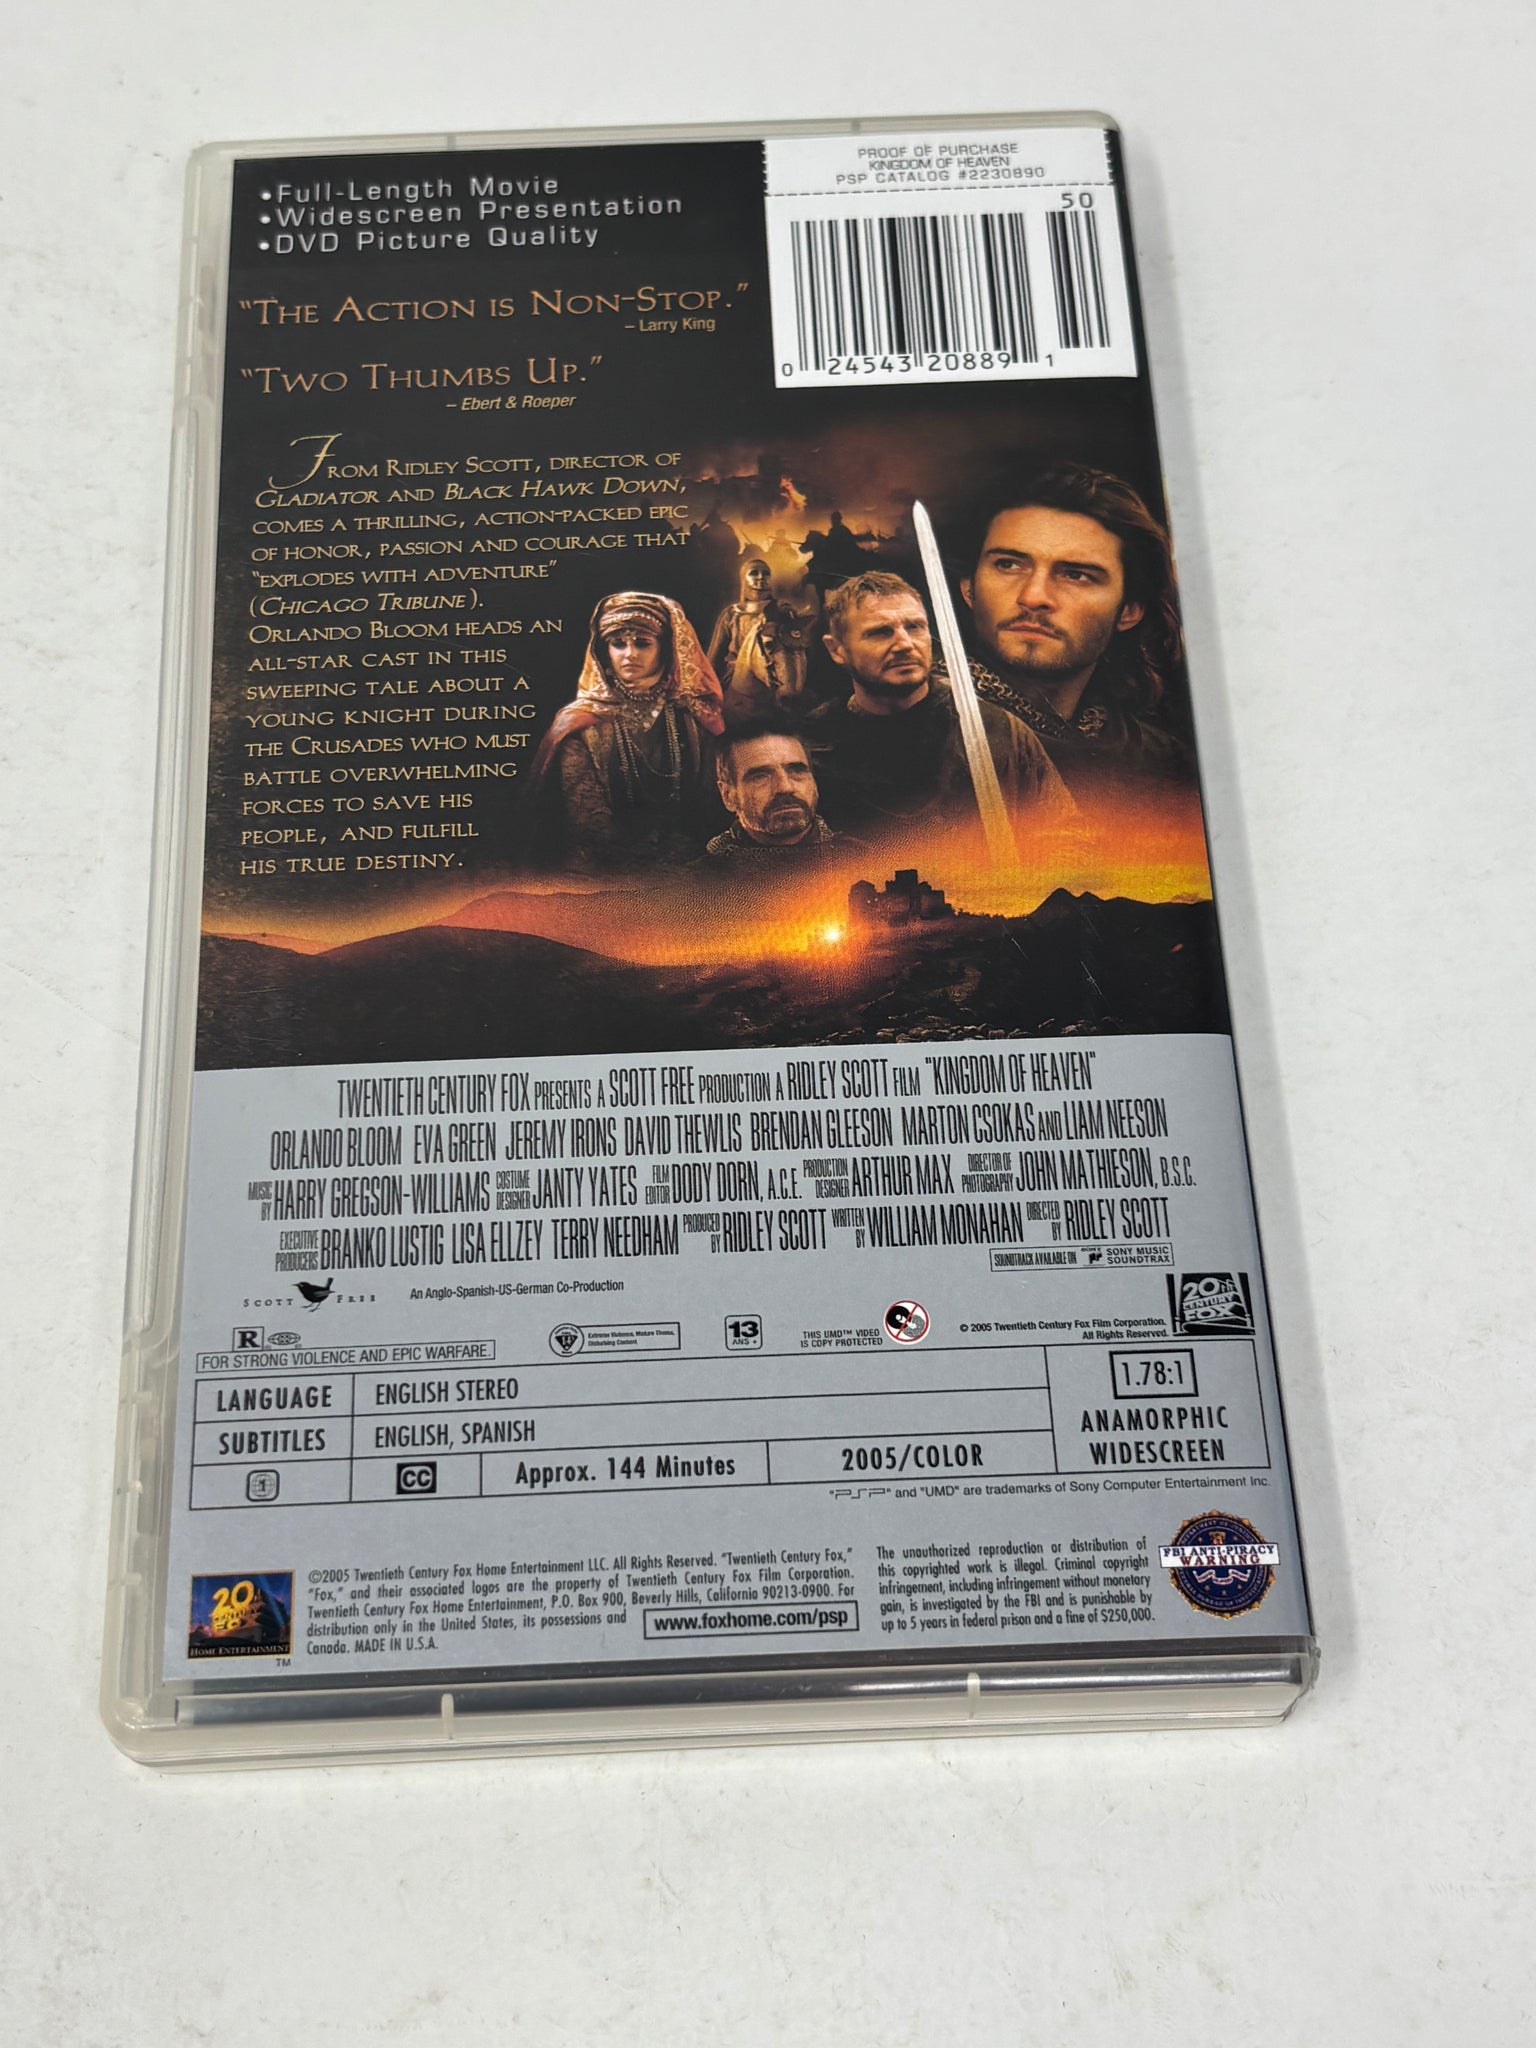 •Full-Length Movie
•Widescreen Presentation
•DVD Picture Quality
PROOF OF PURCHASE
KINGDOM OF HEAVEN
PSP CATALOG #2230890
50
0 24543 20889 1
"THE ACTION IS NON-STOP."
– Larry King
"TWO THUMBS UP."
– Ebert & Roeper
FROM RIDLEY SCOTT, DIRECTOR OF
GLADIATOR AND BLACK HAWK DOWN,
COMES A THRILLING, ACTION-PACKED EPIC
OF HONOR, PASSION AND COURAGE THAT
"EXPLODES WITH ADVENTURE"
(CHICAGO TRIBUNE).
ORLANDO BLOOM HEADS AN
ALL-STAR CAST IN THIS
SWEEPING TALE ABOUT A
YOUNG KNIGHT DURING
THE CRUSADES WHO MUST
BATTLE OVERWHELMING
FORCES TO SAVE HIS
PEOPLE, AND FULFILL
HIS TRUE DESTINY.
TWENTIETH CENTURY FOX PRESENTS A SCOTT FREE PRODUCTION A RIDLEY SCOTT FILM "KINGDOM OF HEAVEN"
ORLANDO BLOOM EVA GREEN JEREMY IRONS DAVID THEWLIS BRENDAN GLEESON MARTON CSOKAS AND LIAM NEESON
MUSIC BY HARRY GREGSON-WILLIAMS COSTUME DESIGNER JANTY YATES FILM EDITOR DODY DORN, A.C.E. PRODUCTION DESIGNER ARTHUR MAX DIRECTOR OF PHOTOGRAPHY JOHN MATHIESON, B.S.C.
EXECUTIVE PRODUCERS BRANKO LUSTIG LISA ELLZEY TERRY NEEDHAM PRODUCED BY RIDLEY SCOTT WRITTEN BY WILLIAM MONAHAN DIRECTED BY RIDLEY SCOTT
SOUNDTRACK AVAILABLE ON SONY MUSIC SOUNDTRAX
SCOTT FREE
An Anglo-Spanish-US-German Co-Production
20TH CENTURY FOX
R
FOR STRONG VIOLENCE AND EPIC WARFARE.
Extreme Violence, Mature Theme,
Disturbing Content
13
ANS +
THIS UMD™ VIDEO
IS COPY PROTECTED
© 2005 Twentieth Century Fox Film Corporation.
All Rights Reserved.
LANGUAGE ENGLISH STEREO
SUBTITLES ENGLISH, SPANISH
1 CC Approx. 144 Minutes 2005/COLOR
1.78:1
ANAMORPHIC
WIDESCREEN
"PSP" and "UMD" are trademarks of Sony Computer Entertainment Inc.
20TH CENTURY FOX
HOME ENTERTAINMENT
TM
©2005 Twentieth Century Fox Home Entertainment LLC. All Rights Reserved. "Twentieth Century Fox,"
"Fox," and their associated logos are the property of Twentieth Century Fox Film Corporation.
Twentieth Century Fox Home Entertainment, P.O. Box 900, Beverly Hills, California 90213-0900. For
distribution only in the United States, its possessions and
Canada. MADE IN U.S.A.
www.foxhome.com/psp
The unauthorized reproduction or distribution of
this copyrighted work is illegal. Criminal copyright
infringement, including infringement without monetary
gain, is investigated by the FBI and is punishable by
up to 5 years in federal prison and a fine of $250,000.
FBI ANTI-PIRACY
WARNING